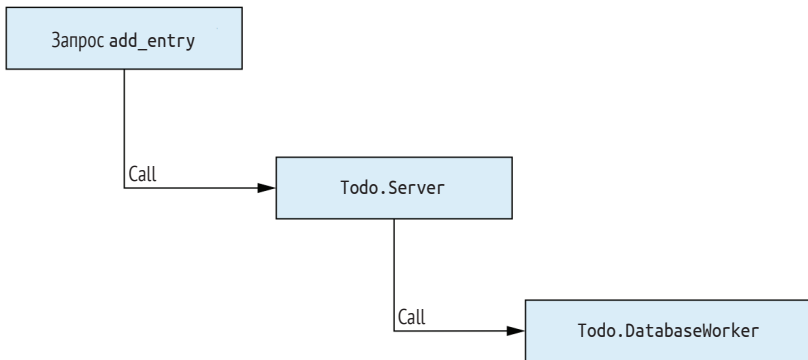 Запрос add_entry
Call
Todo.Server
Call
Todo.DatabaseWorker